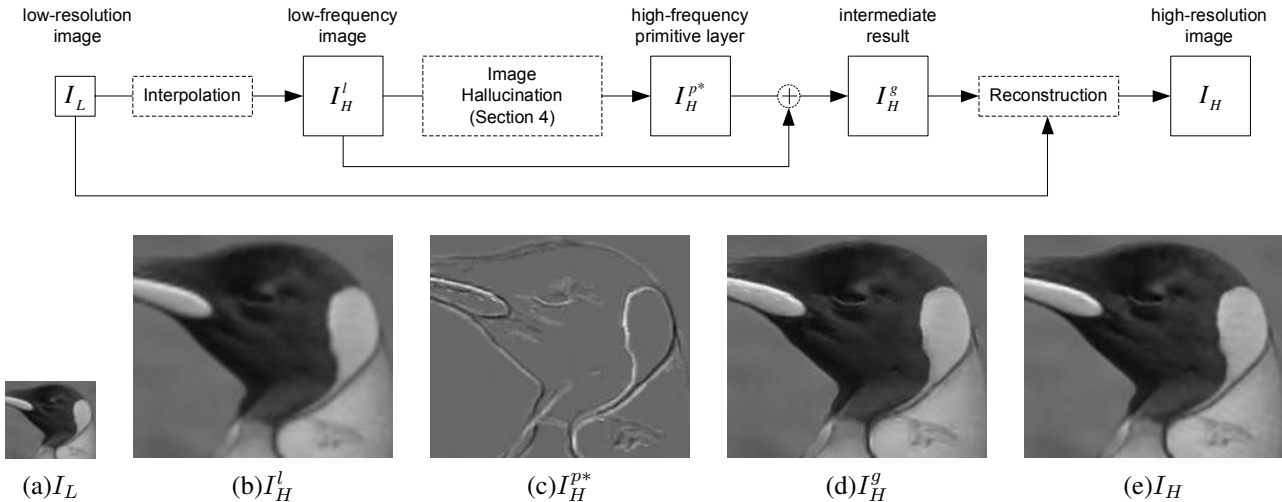 low-resolution image
low-frequency image
high-frequency primitive layer
intermediate result
high-resolution image
I_L
Interpolation
I_H^l
Image Hallucination (Section 4)
I_H^{p*}
+
I_H^g
Reconstruction
I_H
(a)I_L
(b)I_H^l
(c)I_H^{p*}
(d)I_H^g
(e)I_H